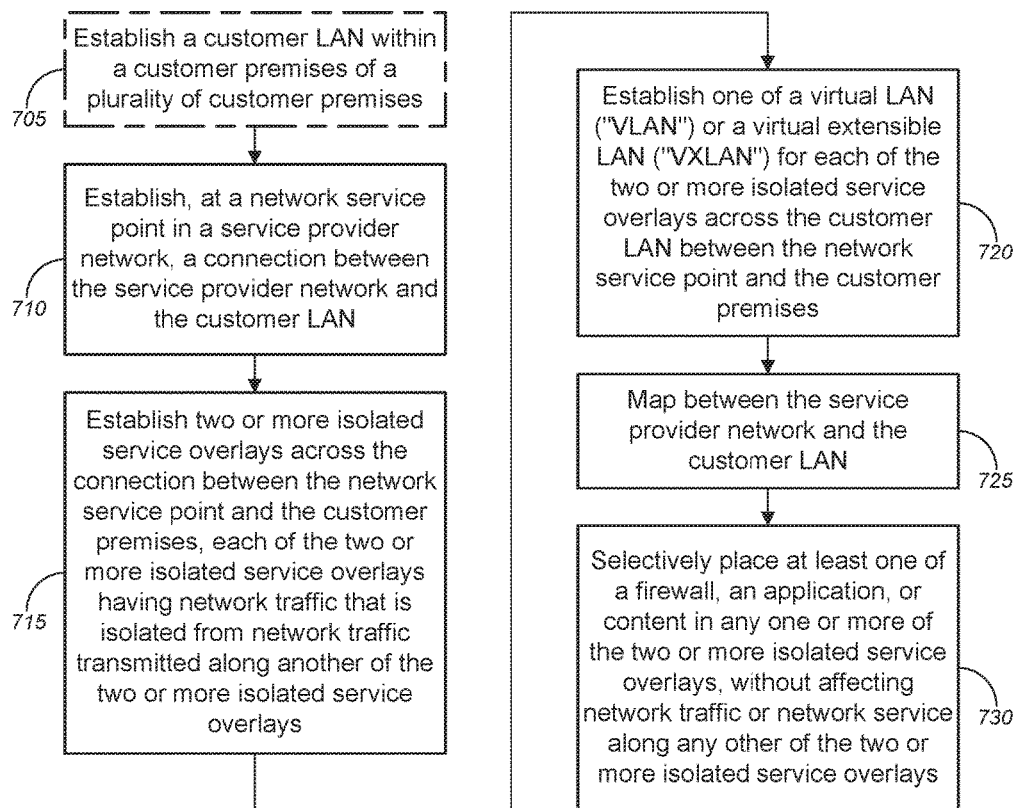 Establish a customer LAN within
a customer premises of a
plurality of customer premises
705
Establish, at a network service
point in a service provider
network, a connection between
the service provider network and
the customer LAN
710
Establish two or more isolated
service overlays across the
connection between the network
service point and the customer
premises, each of the two or
more isolated service overlays
having network traffic that is
isolated from network traffic
transmitted along another of the
two or more isolated service
overlays
715
Establish one of a virtual LAN
("VLAN") or a virtual extensible
LAN ("VXLAN") for each of the
two or more isolated service
overlays across the customer
LAN between the network
service point and the customer
premises
720
Map between the service
provider network and the
customer LAN
725
Selectively place at least one of
a firewall, an application, or
content in any one or more of
the two or more isolated service
overlays, without affecting
network traffic or network service
along any other of the two or
more isolated service overlays
730